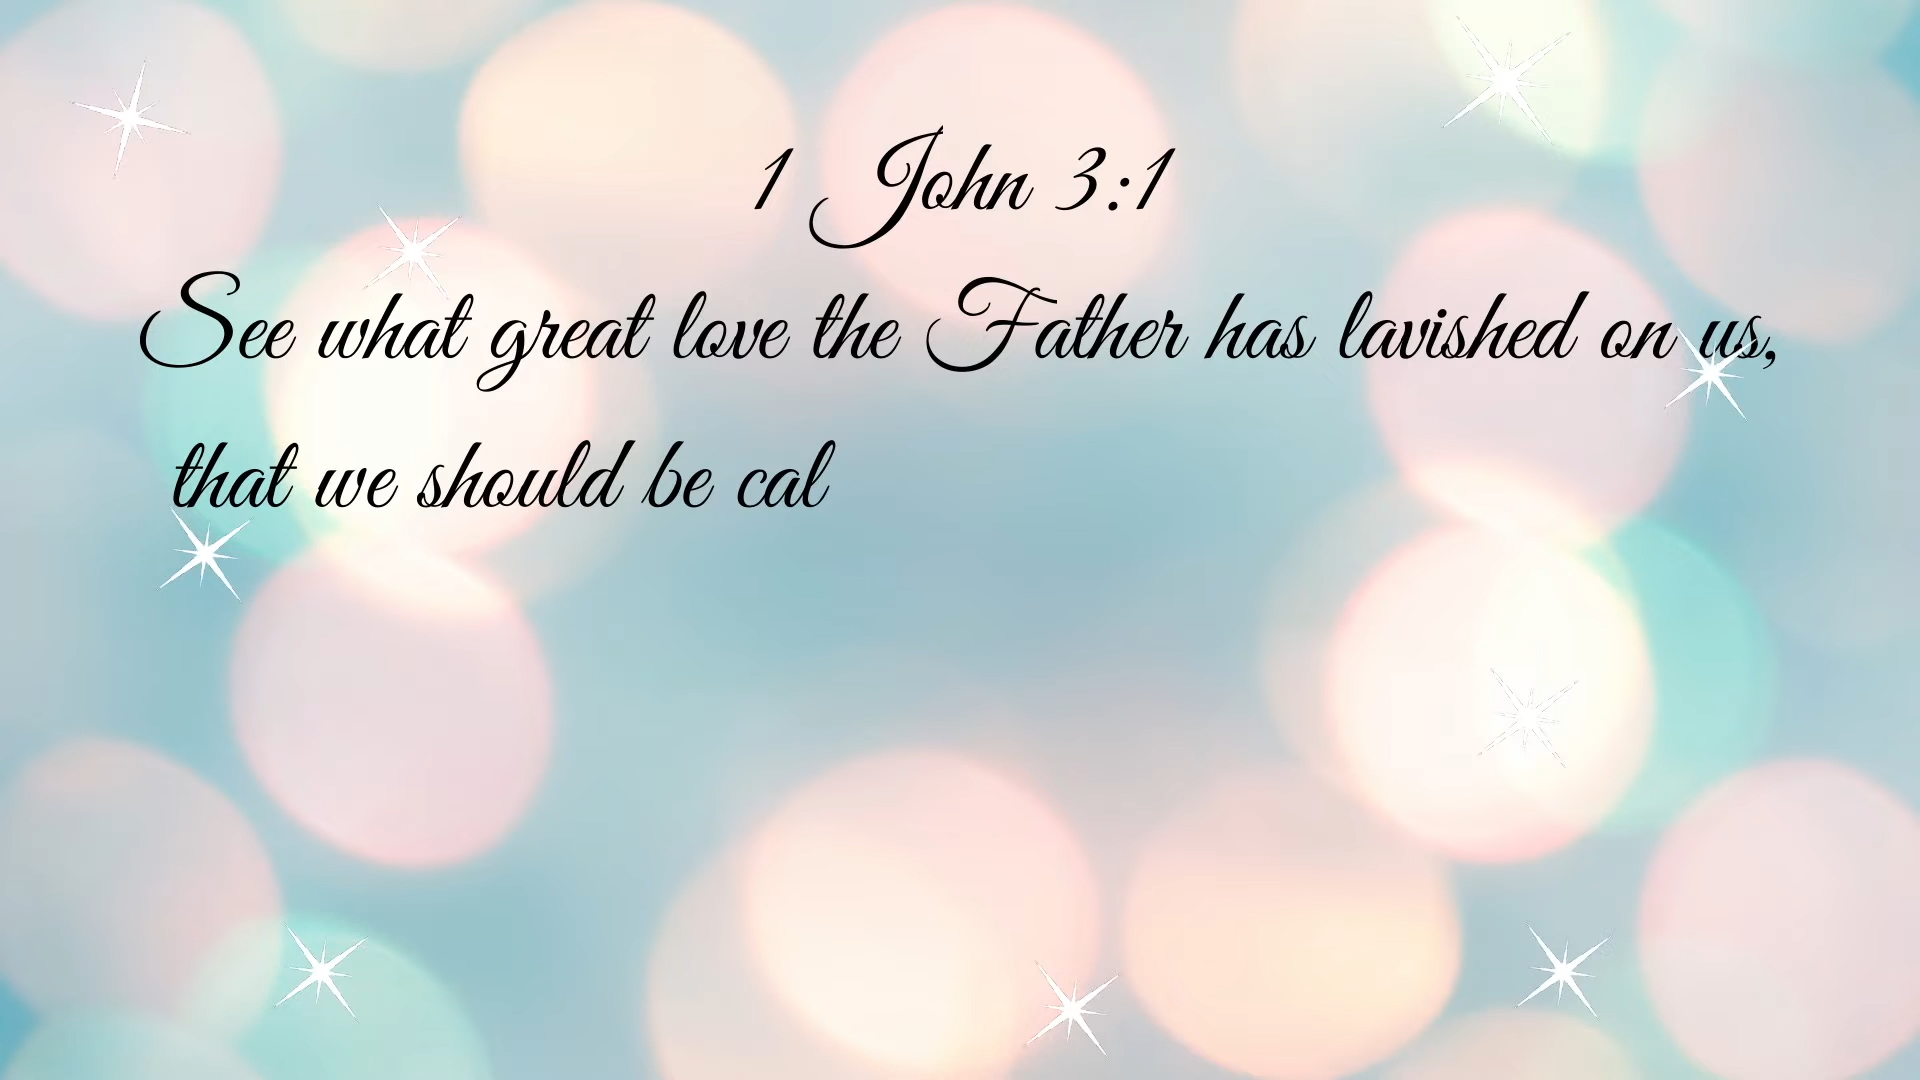 1 John 3:1
See what great love the Father has lavished on us,
that we should be cal